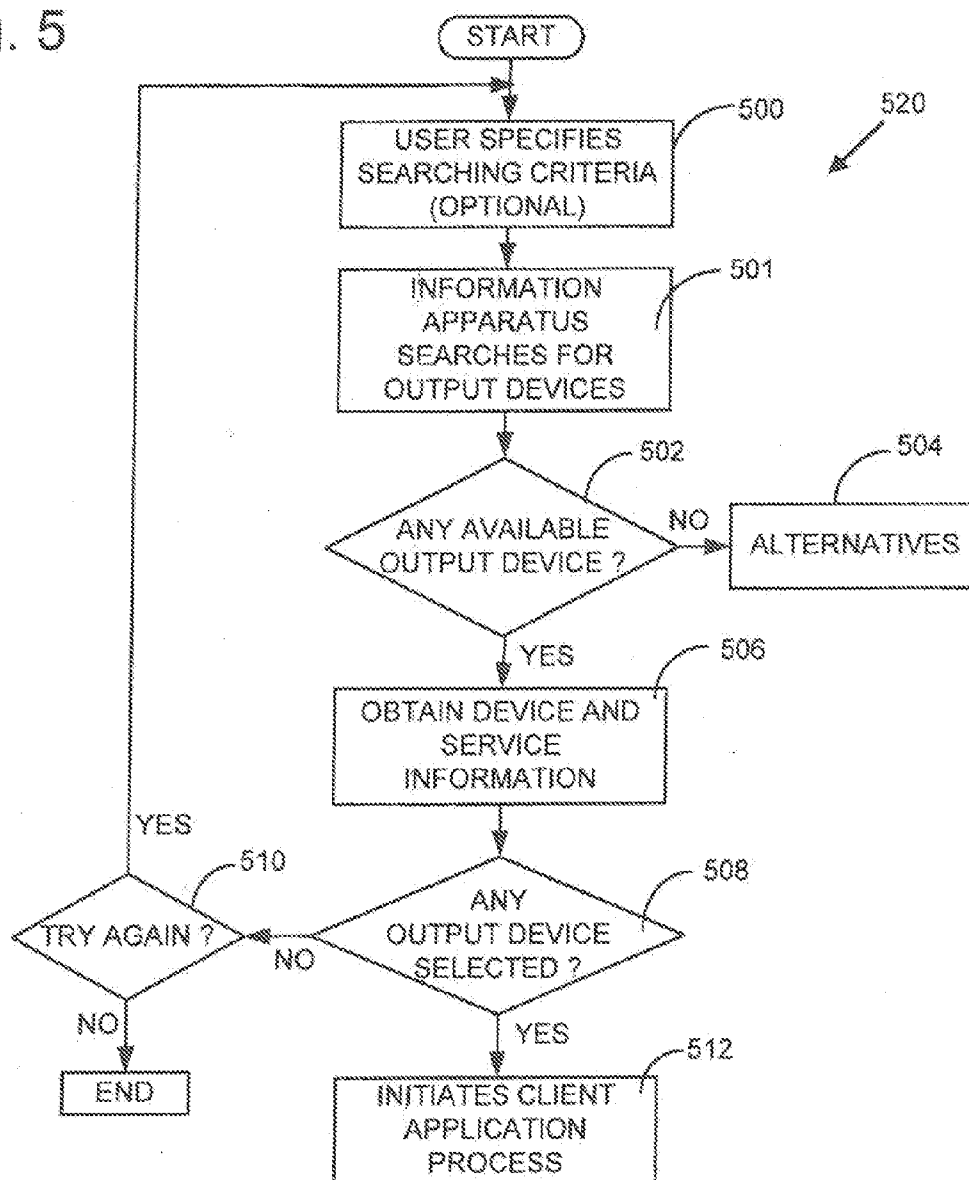 . 5
START
500
520
USER SPECIFIES
SEARCHING CRITERIA
(OPTIONAL)
501
INFORMATION
APPARATUS
SEARCHES FOR
OUTPUT DEVICES
502
504
ANY AVAILABLE
OUTPUT DEVICE ?
NO
ALTERNATIVES
YES
506
OBTAIN DEVICE AND
SERVICE
INFORMATION
YES
510
508
TRY AGAIN ?
NO
ANY
OUTPUT DEVICE
SELECTED ?
NO
YES
END
512
INITIATES CLIENT
APPLICATION
PROCESS